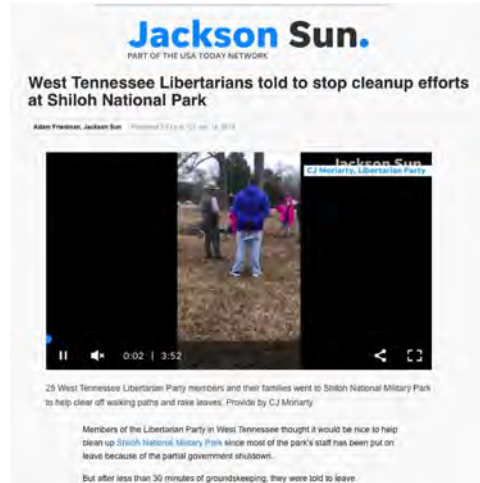 Jackson Sun.
PART OF THE USA TODAY NETWORK
West Tennessee Libertarians told to stop cleanup efforts
at Shiloh National Park
Adam Friedman, Jackson Sun
Jackson Sun
CJ Moriarty, Libertarian Party
0:02 | 3:52
25 West Tennessee Libertarian Party members and their families went to Shiloh National Military Park
to help clear off walking paths and rake leaves. Provide by CJ Moriarty
Members of the Libertarian Party in West Tennessee thought it would be nice to help
clean up Shiloh National Military Park since most of the park's staff has been put on
leave because of the partial government shutdown.
But after less than 30 minutes of groundskeeping, they were told to leave